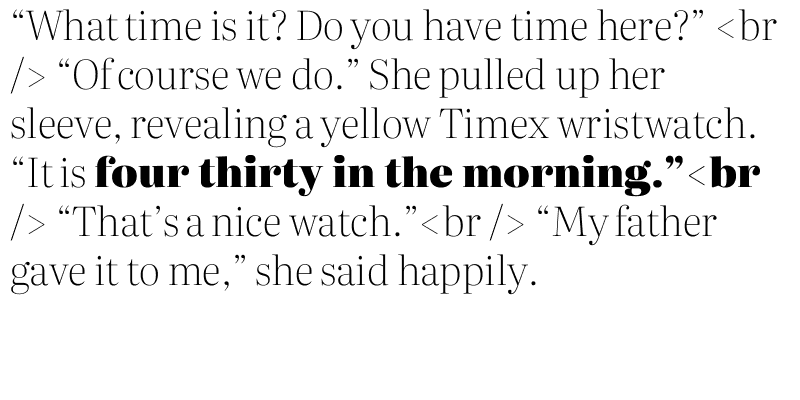 “What time is it? Do you have time here?” <br
/> “Of course we do.” She pulled up her
sleeve, revealing a yellow Timex wristwatch.
“It is four thirty in the morning.”<br
/> “That’s a nice watch.”<br /> “My father
gave it to me,” she said happily.